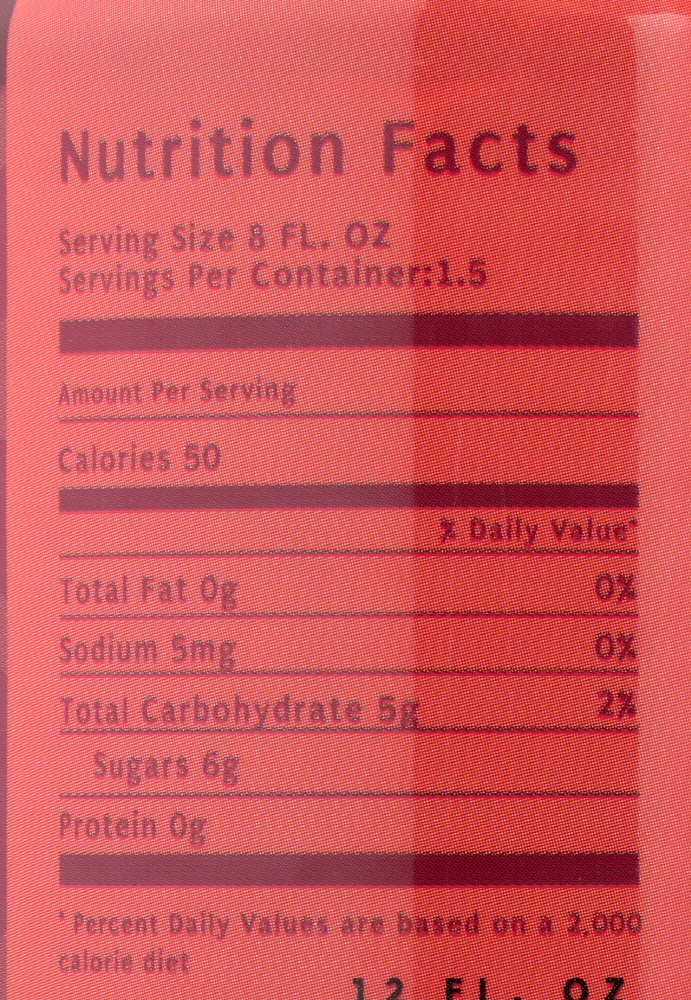 Nutrition Facts
Serving Size 8 FL. OZ
Servings Per Container:1.5
Amount Per Serving
Calories 50
% Daily Value*
Total Fat 0g 0%
Sodium 5mg 0%
Total Carbohydrate 5g 2%
Sugars 6g
Protein 0g
* Percent Daily Values are based on a 2,000
calorie diet
12 FL. OZ